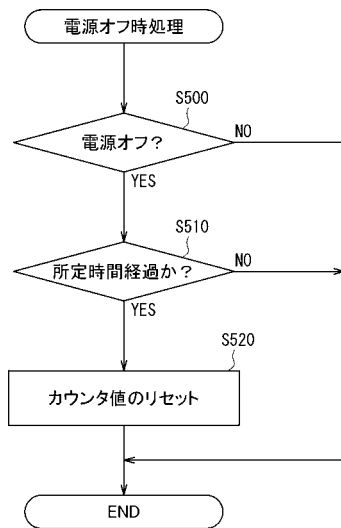 電源オフ時処理
S500
電源オフ?
NO
YES
S510
所定時間経過か?
NO
YES
S520
カウンタ値のリセット
END